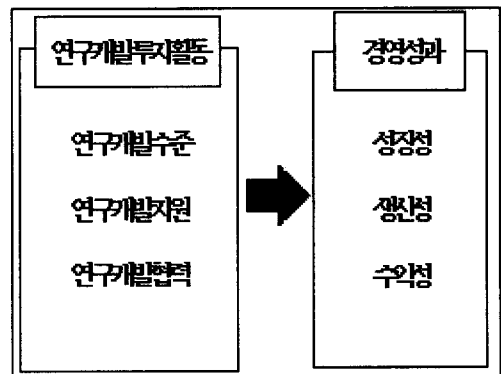 연구개발투자활동
연구개발수준
연구개발지원
연구개발협력
경영성과
성장성
생산성
수익성